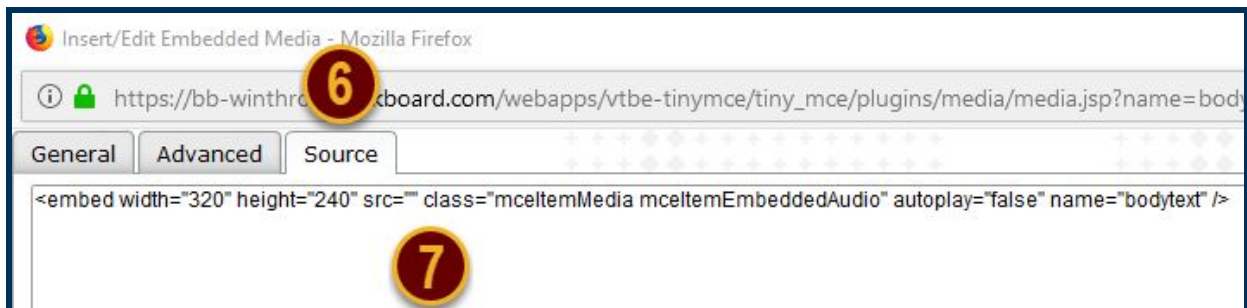 Insert/Edit Embedded Media - Mozilla Firefox
6
https://bb-winthro kboard.com/webapps/vtbe-tinymce/tiny_mce/plugins/media/media.jsp?name=body
General Advanced Source
<embed width="320" height="240" src="" class="mceItemMedia mceItemEmbeddedAudio" autoplay="false" name="bodytext" />
7